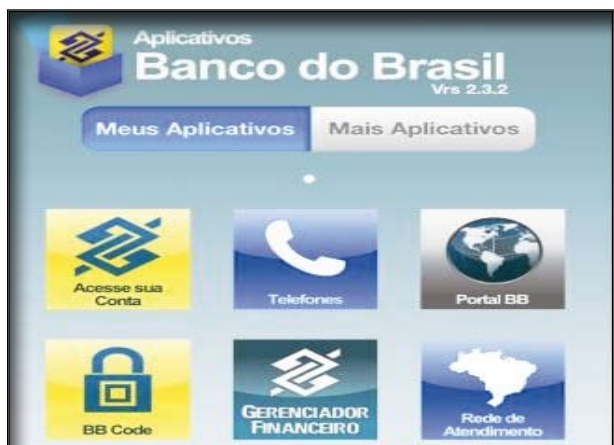 Aplicativos
Banco do Brasil
Vrs 2.3.2
Meus Aplicativos Mais Aplicativos
Acesse sua
Conta
Telefones
Portal BB
BB Code
GERENCIADOR
FINANCEIRO
Rede de
Atendimento